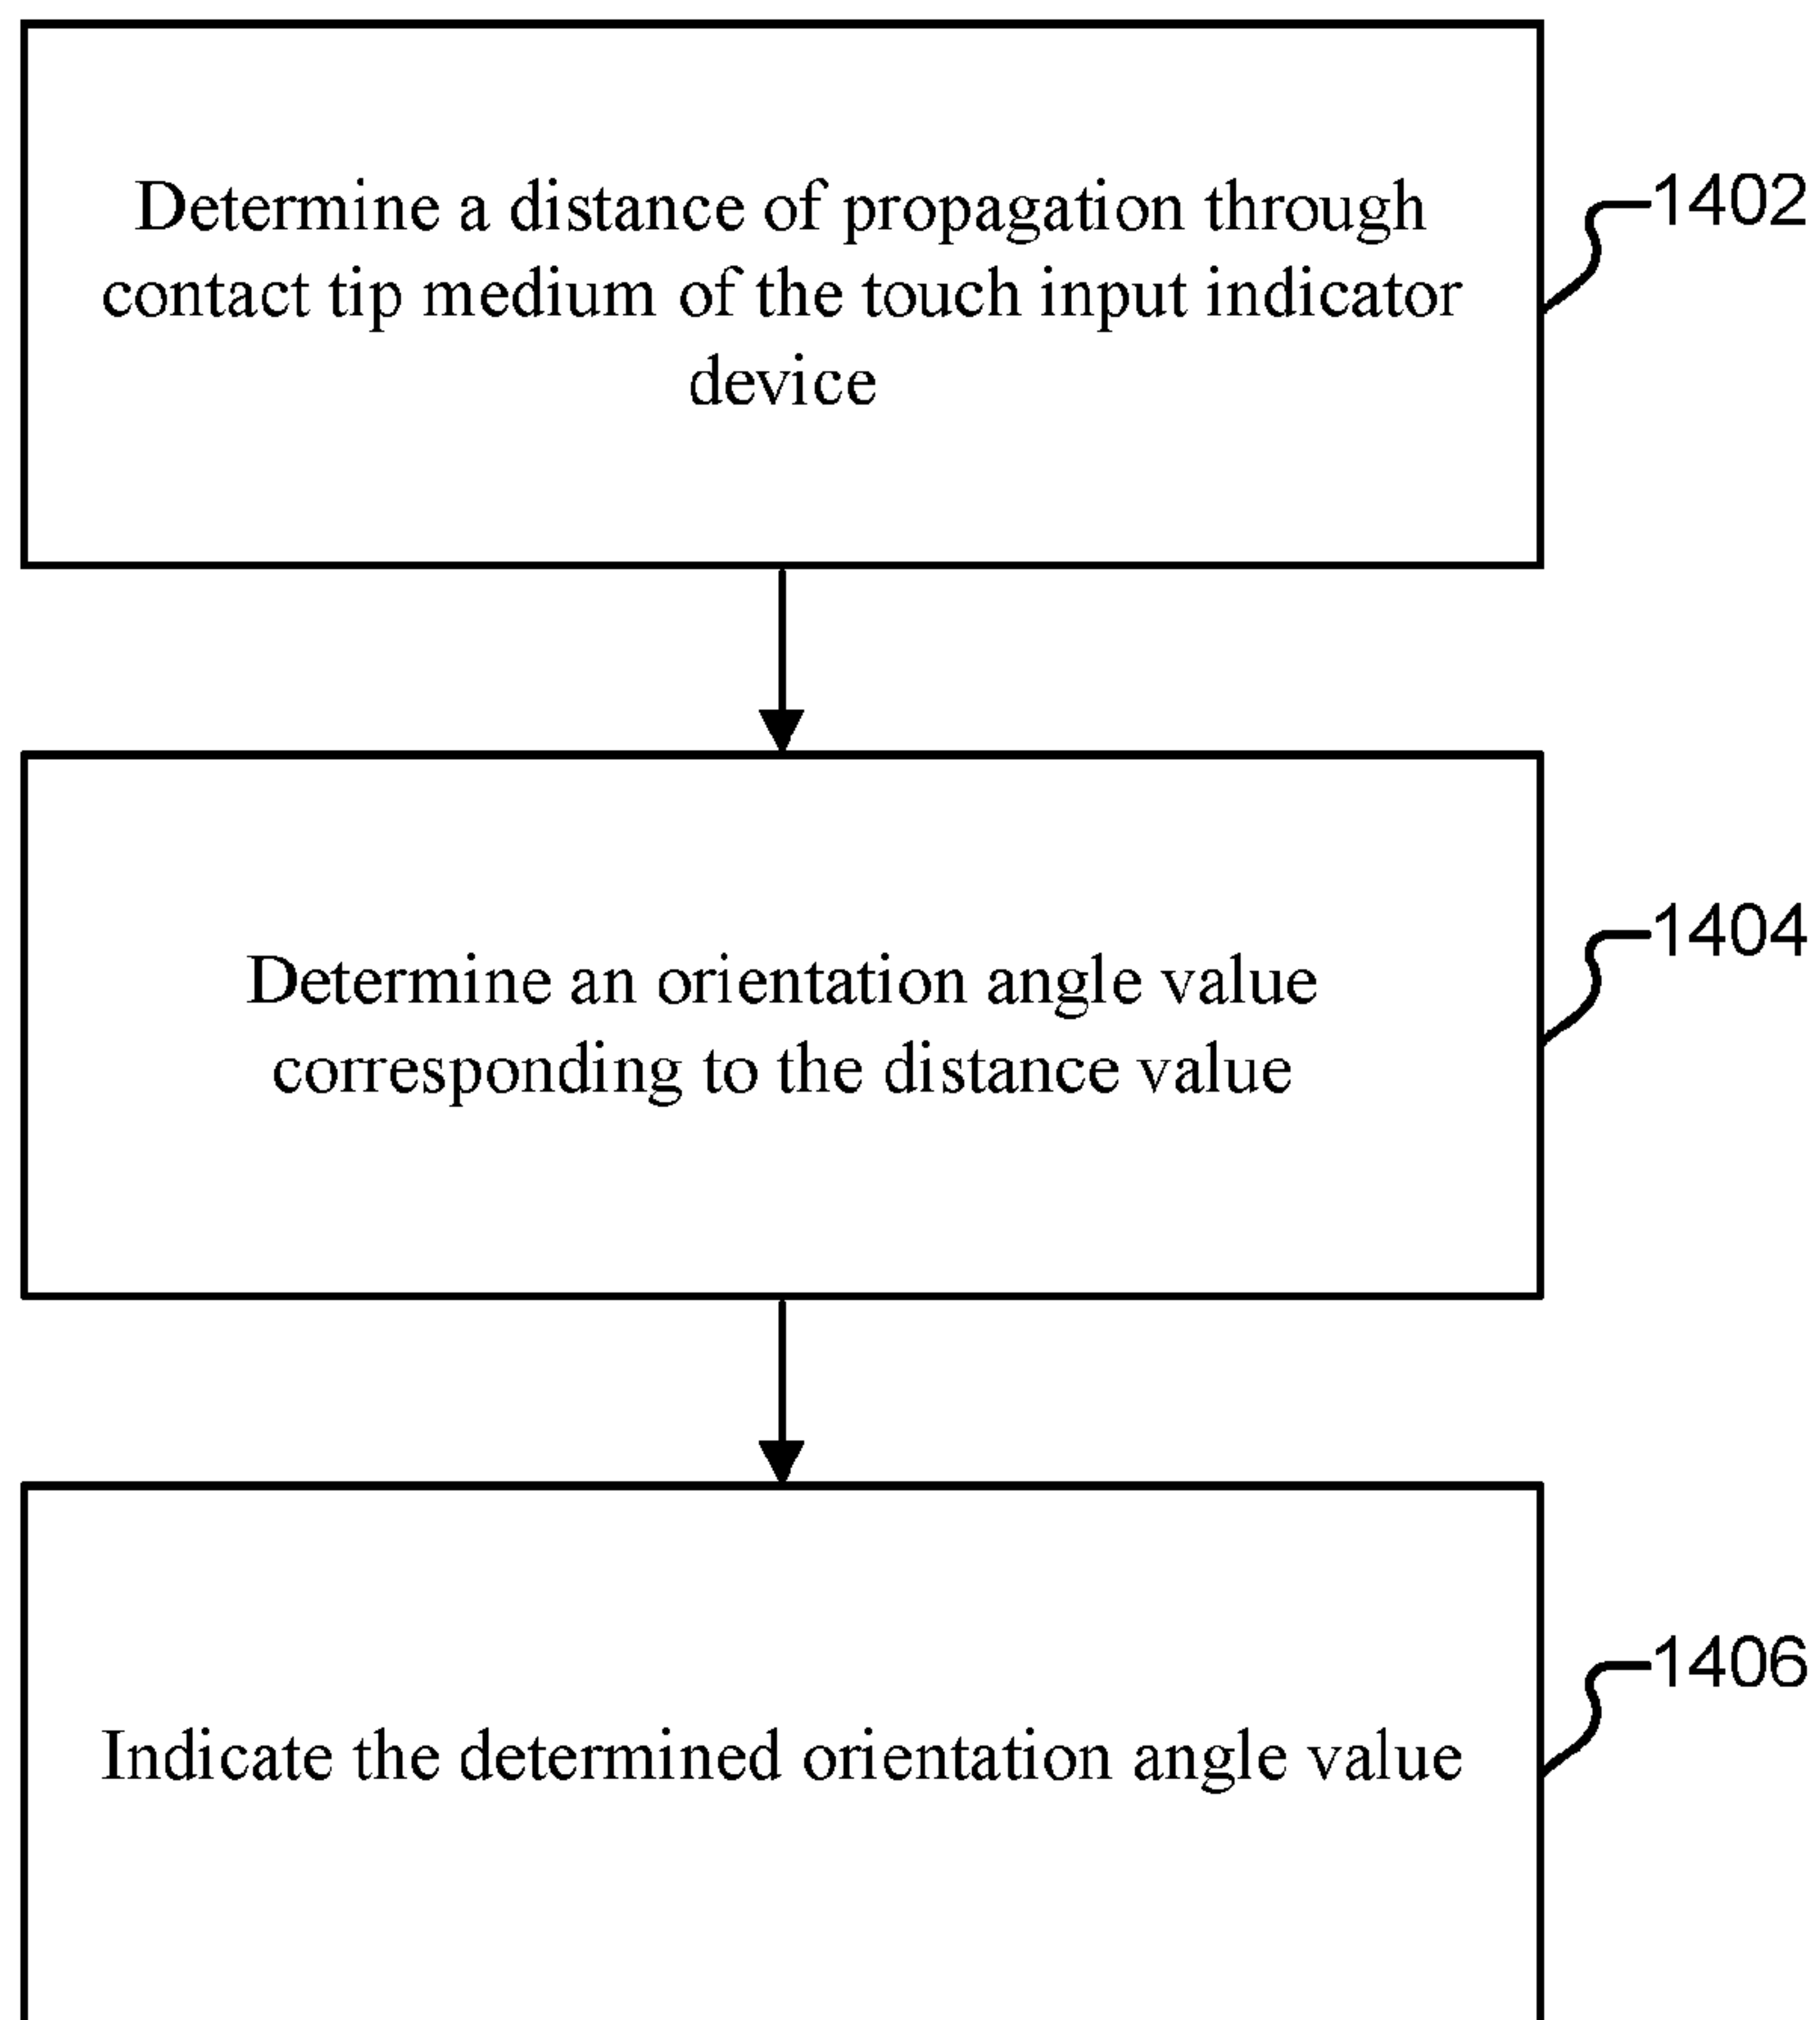 Determine a distance of propagation through
contact tip medium of the touch input indicator
device
1402
Determine an orientation angle value
corresponding to the distance value
1404
Indicate the determined orientation angle value
1406